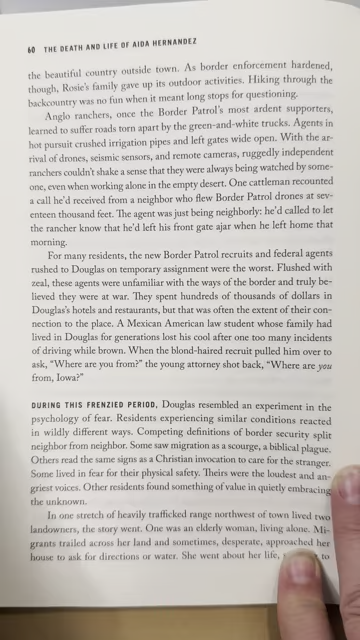 60 THE DEATH AND LIFE OF AIDA HERNANDEZ
the beautiful country outside town. As border enforcement hardened,
though, Rosie's family gave up its outdoor activities. Hiking through the
backcountry was no fun when it meant long stops for questioning.
Anglo ranchers, once the Border Patrol's most ardent supporters,
learned to suffer roads torn apart by the green-and-white trucks. Agents in
hot pursuit crushed irrigation pipes and left gates wide open. With the ar-
rival of drones, seismic sensors, and remote cameras, ruggedly independent
ranchers couldn't shake a sense that they were always being watched by some-
one, even when working alone in the empty desert. One cattleman recounted
a call he'd received from a neighbor who flew Border Patrol drones at sev-
enteen thousand feet. The agent was just being neighborly: he'd called to let
the rancher know that he'd left his front gate ajar when he left home that
morning.
For many residents, the new Border Patrol recruits and federal agents
rushed to Douglas on temporary assignment were the worst. Flushed with
zeal, these agents were unfamiliar with the ways of the border and truly be-
lieved they were at war. They spent hundreds of thousands of dollars in
Douglas's hotels and restaurants, but that was often the extent of their con-
nection to the place. A Mexican American law student whose family had
lived in Douglas for generations lost his cool after one too many incidents
of driving while brown. When the blond-haired recruit pulled him over to
ask, "Where are you from?" the young attorney shot back, "Where are you
from, Iowa?"
DURING THIS FRENZIED PERIOD, Douglas resembled an experiment in the
psychology of fear. Residents experiencing similar conditions reacted
in wildly different ways. Competing definitions of border security split
neighbor from neighbor. Some saw migration as a scourge, a biblical plague.
Others read the same signs as a Christian invocation to care for the stranger.
Some lived in fear for their physical safety. Theirs were the loudest and an-
griest voices. Other residents found something of value in quietly embracing
the unknown.
In one stretch of heavily trafficked range northwest of town lived two
landowners, the story went. One was an elderly woman, living alone. Mi-
grants trailed across her land and sometimes, desperate, approached her
house to ask for directions or water. She went about her life, to